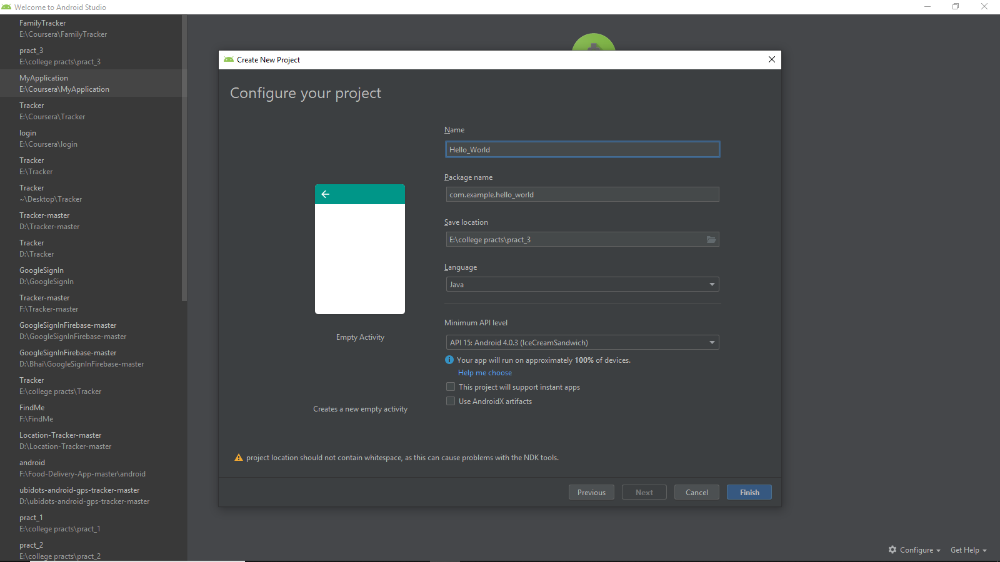 Welcome to Android Studio
FamilyTracker
E:\Coursera\FamilyTracker
pract_3
E:\college practs\pract_3
MyApplication
E:\Coursera\MyApplication
Tracker
E:\Coursera\Tracker
login
E:\Coursera\login
Tracker
E:\Tracker
Tracker
~\Desktop\Tracker
Tracker-master
D:\Tracker-master
Tracker
D:\Tracker
GoogleSignIn
D:\GoogleSignIn
Tracker-master
F:\Tracker-master
GoogleSignInFirebase-master
D:\GoogleSignInFirebase-master
GoogleSignInFirebase-master
D:\Bhai\GoogleSignInFirebase-master
Tracker
E:\college practs\Tracker
FindMe
F:\FindMe
Location-Tracker-master
D:\Location-Tracker-master
android
F:\Food-Delivery-App-master\android
ubidots-android-gps-tracker-master
D:\ubidots-android-gps-tracker-master
pract_1
E:\college practs\pract_1
pract_2
E:\college practs\pract_2
Create New Project
Configure your project
Name
Hello_World
Package name
com.example.hello_world
Save location
E:\college practs\pract_3
Language
Java
Minimum API level
API 15: Android 4.0.3 (IceCreamSandwich)
Your app will run on approximately 100% of devices.
Help me choose
This project will support instant apps
Use AndroidX artifacts
Empty Activity
Creates a new empty activity
project location should not contain whitespace, as this can cause problems with the NDK tools.
Previous
Next
Cancel
Finish
Configure
Get Help